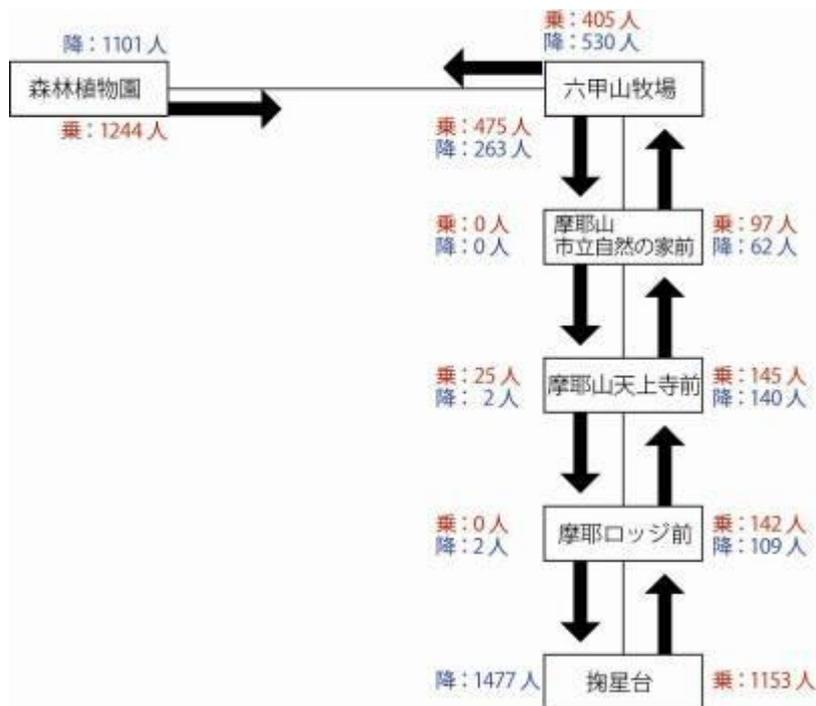 乗：405人
降：530人
降：1101人
森林植物園
六甲山牧場
乗：1244人
乗：475人
降：263人
乗：0人
降：0人
摩耶山
市立自然の家前
乗：97人
降：62人
乗：25人
降： 2人
摩耶山天上寺前
乗：145人
降：140人
乗：0人
降：2人
摩耶ロッジ前
乗：142人
降：109人
降：1477人
掬星台
乗：1153人